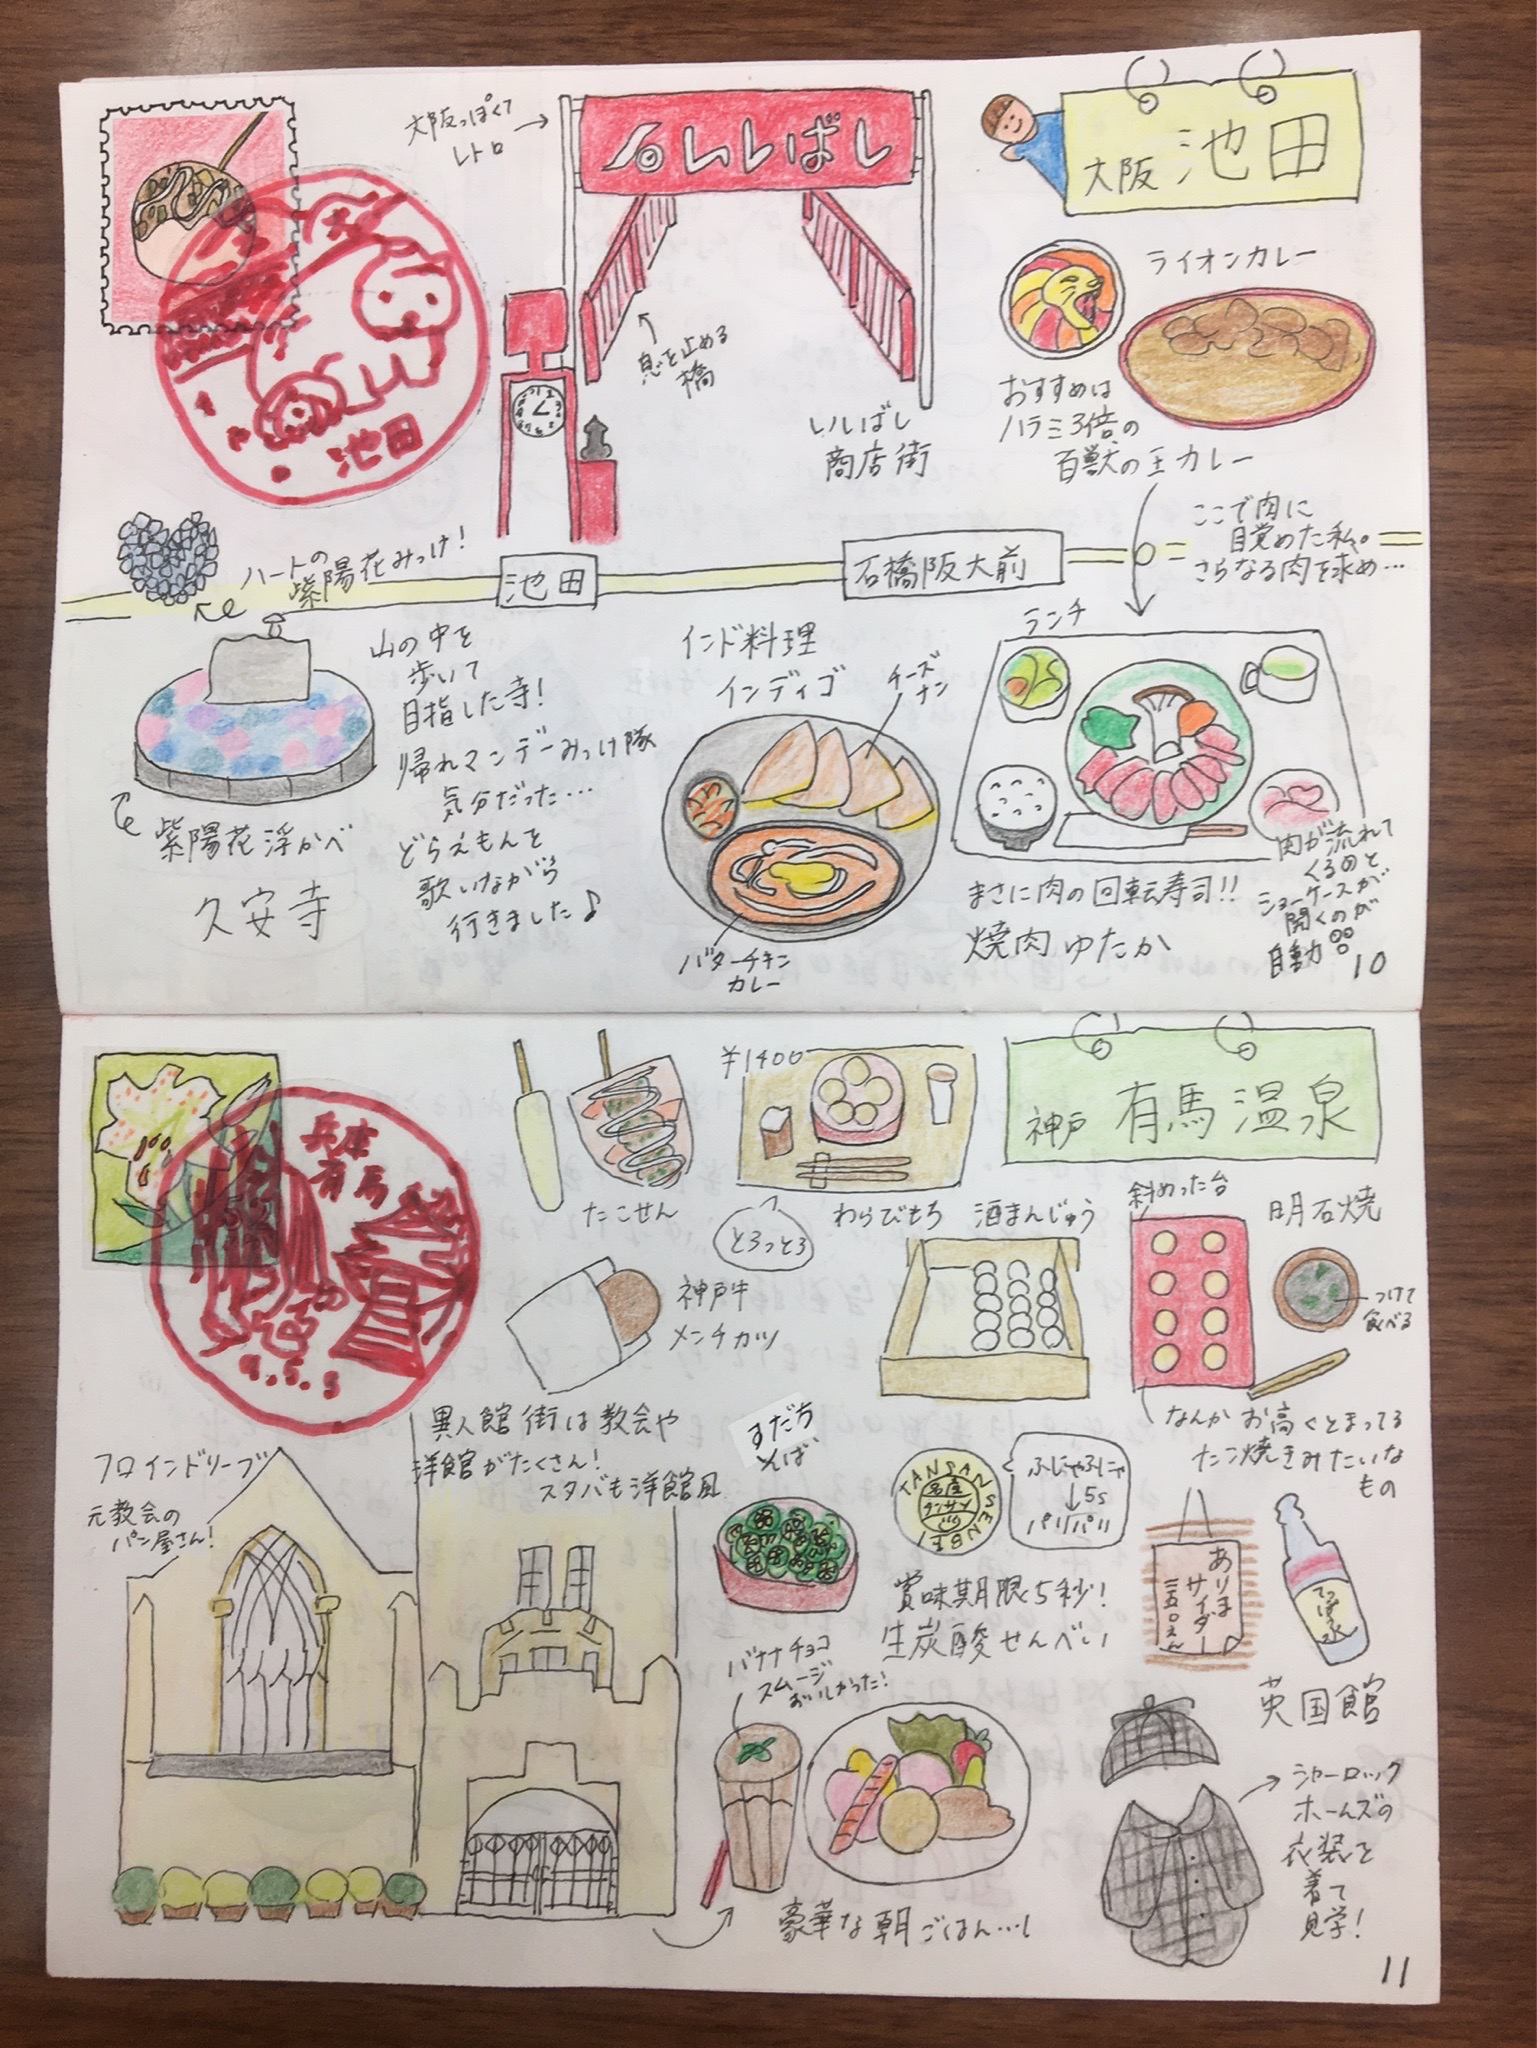 大阪 池田
大阪っぽくて
レトロ
石いしばし
息を止める
橋
いしばし
商店街
池田
ライオンカレー
おすすめは
ハラミ3倍の
百獣の王カレー
ここで肉に
目覚めた私。
さらなる肉を求め…
ハートの
紫陽花みっけ!
池田
石橋阪大前
山の中を
歩いて
目指した寺!
帰れマンデーみっけ隊
気分だった…
どらえもんを
歌いながら
行きました♪
紫陽花浮かべ
久安寺
インド料理
インディゴ
チーズ
ナン
バターチキン
カレー
ランチ
まさに肉の回転寿司!!
焼肉ゆたか
肉が流れて
くるのと
ショーケースが
開くのが
自動
10
神戸 有馬温泉
兵庫
有馬
9.5.3
たこせん
¥1400
わらびもち
とろっとろ
酒まんじゅう
斜めった台
明石焼
つけて
食べる
なんか お高くとまってる
たこ焼きみたいな
もの
神戸牛
メンチカツ
異人館街は教会や
洋館がたくさん!
スタバも洋館風
フロインドリーブ
元教会の
パン屋さん!
すだち
そば
TANSAN SENBEI
名産
タンサン
ふにゃふにゃ
↓5s
パリパリ
賞味期限5秒!
生炭酸せんべい
ありま
サイダー
三五〇えん
てっぽう水
バナナチョコ
スムージー
おいしかった!
豪華な朝ごはん…!
英国館
シャーロック
ホームズの
衣装を
着て
見学!
11